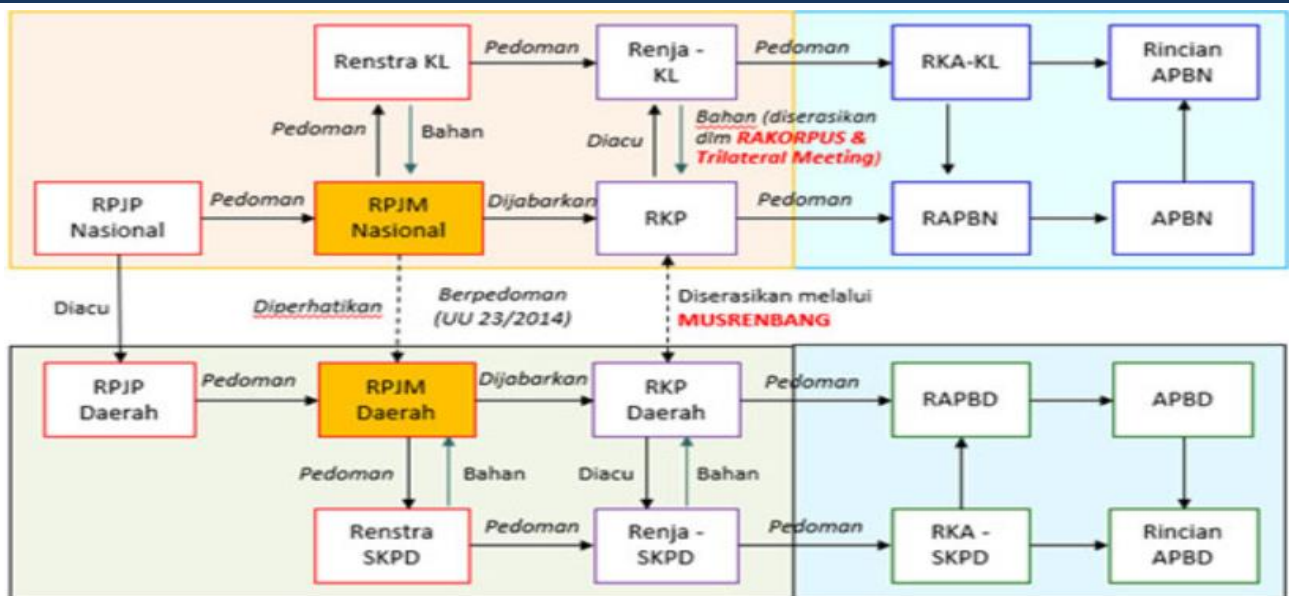 Renstra KL
Pedoman
Renja -
KL
Pedoman
RKA-KL
Rincian
APBN
Pedoman
Bahan
Diacu
Bahan (diserasikan
dlm RAKORPUS &
Trilateral Meeting)
RPJP
Nasional
Pedoman
RPJM
Nasional
Dijabarkan
RKP
Pedoman
RAPBN
APBN
Diacu
Diperhatikan
Berpedoman
(UU 23/2014)
Diserasikan melalui
MUSRENBANG
RPJP
Daerah
Pedoman
RPJM
Daerah
Dijabarkan
RKP
Daerah
Pedoman
RAPBD
APBD
Pedoman
Bahan
Diacu
Bahan
Renstra
SKPD
Pedoman
Renja -
SKPD
Pedoman
RKA -
SKPD
Rincian
APBD